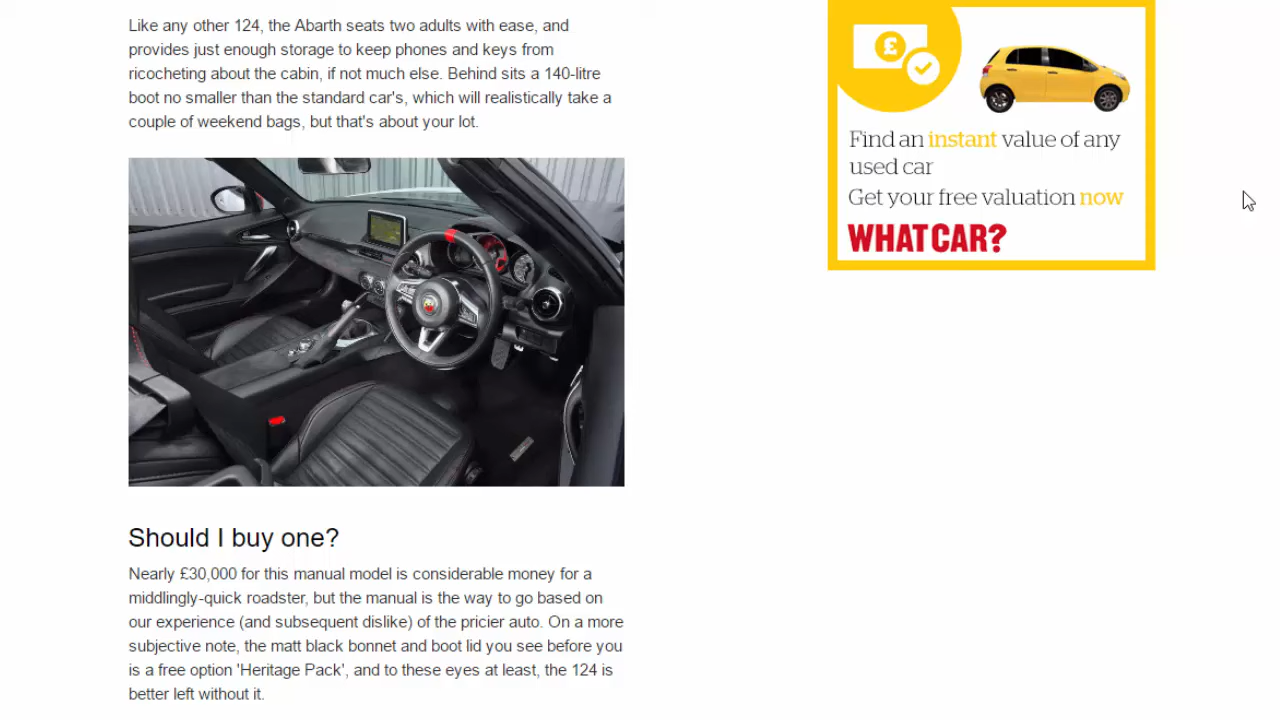 Like any other 124, the Abarth seats two adults with ease, and
provides just enough storage to keep phones and keys from
ricocheting about the cabin, if not much else. Behind sits a 140-litre
boot no smaller than the standard car's, which will realistically take a
couple of weekend bags, but that's about your lot.
£
Find an instant value of any
used car
Get your free valuation now
WHAT CAR?
Should I buy one?
Nearly £30,000 for this manual model is considerable money for a
middlingly-quick roadster, but the manual is the way to go based on
our experience (and subsequent dislike) of the pricier auto. On a more
subjective note, the matt black bonnet and boot lid you see before you
is a free option 'Heritage Pack', and to these eyes at least, the 124 is
better left without it.